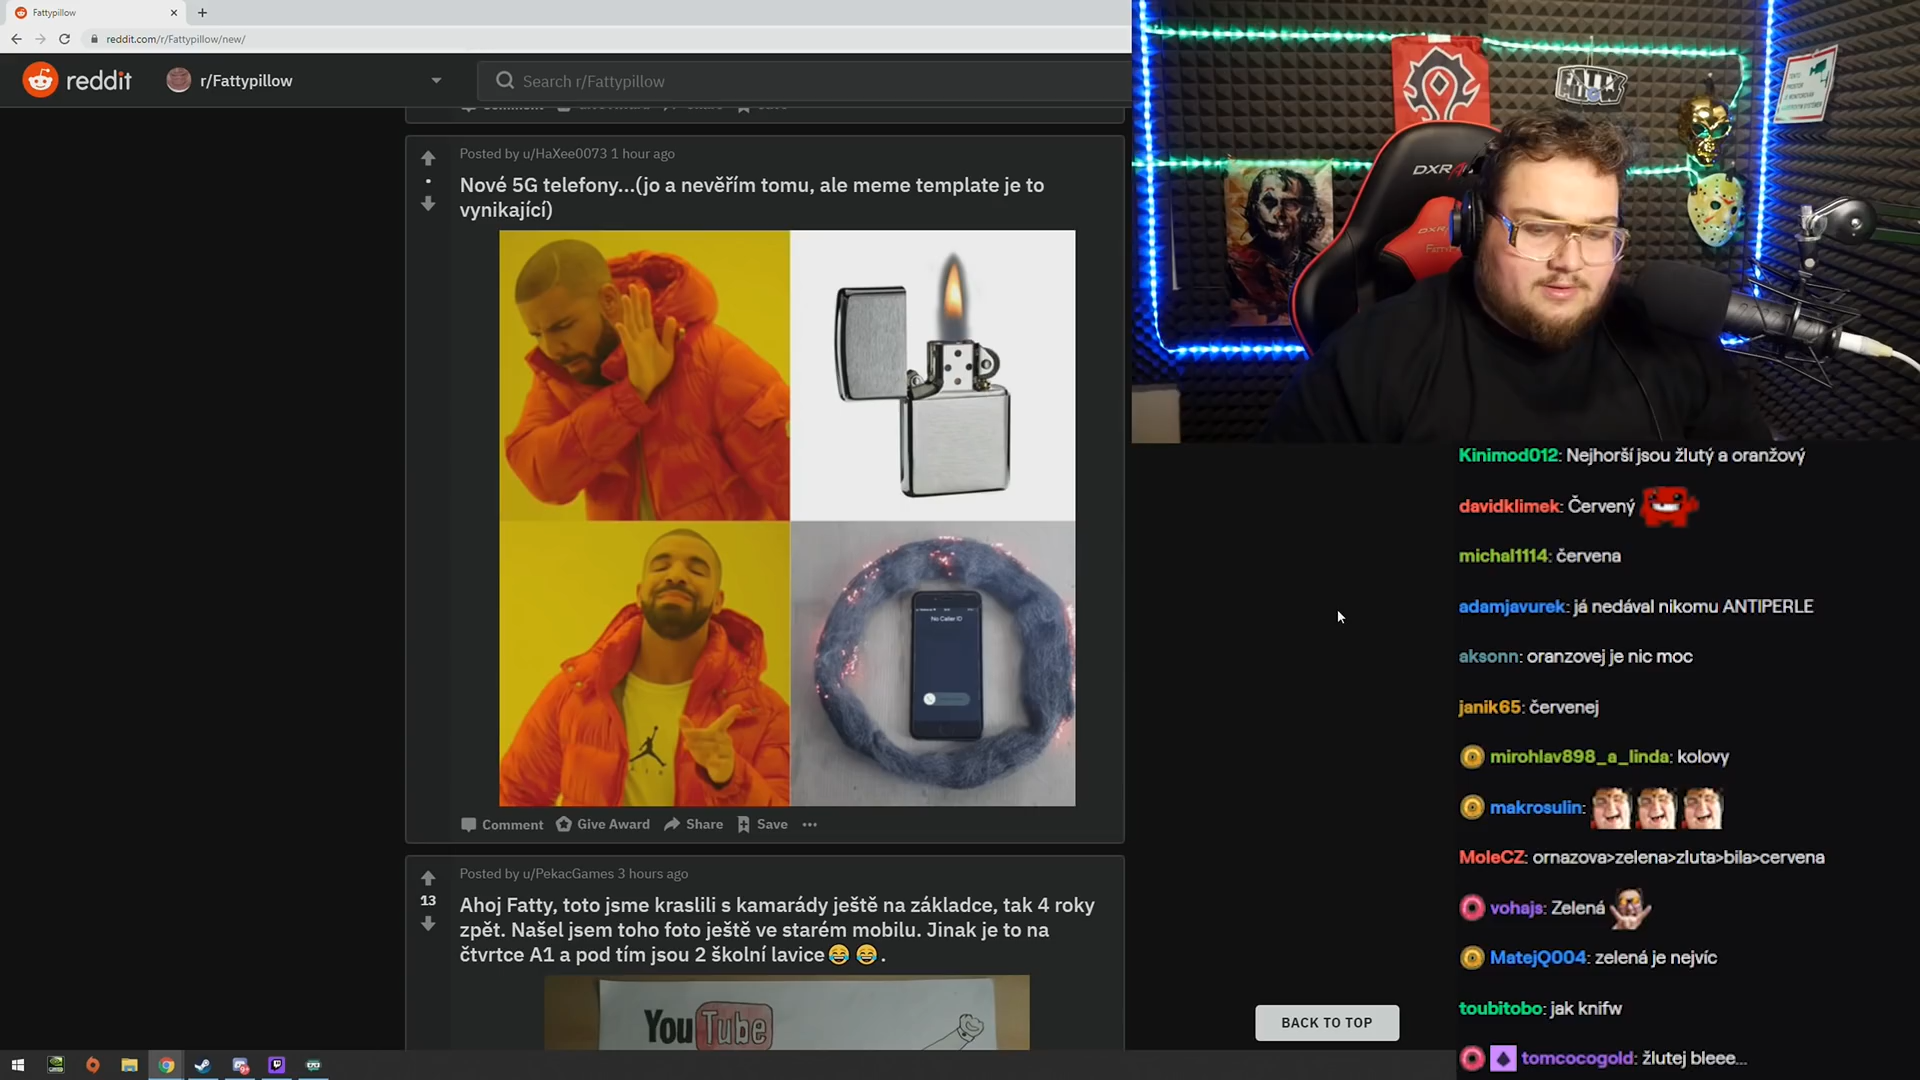 Fattypillow
reddit.com/r/Fattypillow/new/
reddit
r/Fattypillow
Search r/Fattypillow
Posted by u/HaXee0073 1 hour ago
Nové 5G telefony...(jo a nevěřím tomu, ale meme template je to
vynikající)
No Caller ID
Comment
Give Award
Share
Save
Posted by u/PekacGames 3 hours ago
13
Ahoj Fatty, toto jsme kraslili s kamarády ještě na základce, tak 4 roky
zpět. Našel jsem toho foto ještě ve starém mobilu. Jinak je to na
čtvrtce A1 a pod tím jsou 2 školní lavice😂 😂 .
YouTube
BACK TO TOP
FATTY
PILLOW
Kinimod012: Nejhorší jsou žlutý a oranžový
davidklimek: Červený
michal1114: červena
adamjavurek: já nedával nikomu ANTIPERLE
aksonn: oranzovej je nic moc
janik65: červenej
mirohlav898_a_linda: kolovy
makrosulin:
MoleCZ: ornazova>zelena>zluta>bila>cervena
vohajs: Zelená
MatejQ004: zelená je nejvíc
toubitobo: jak knifw
tomcocogold: žlutej bleee...